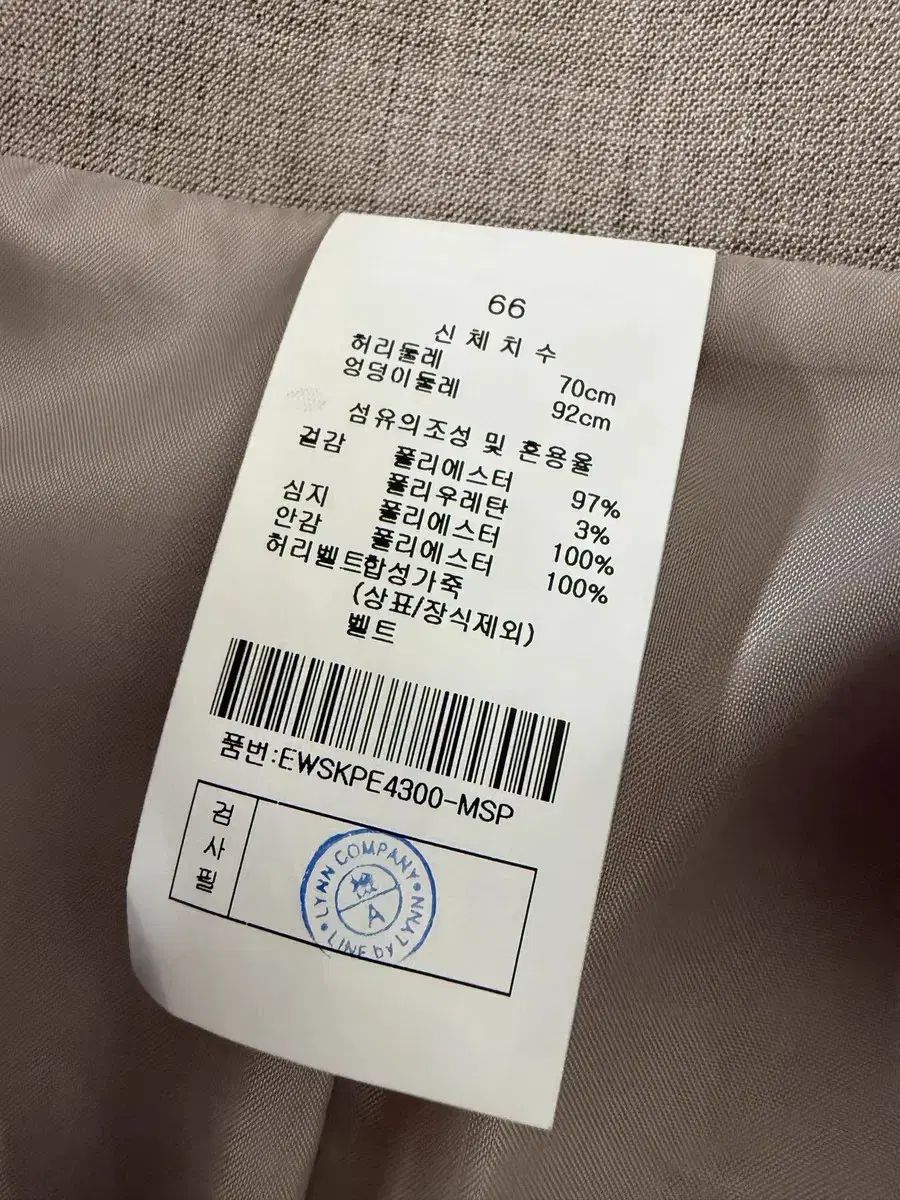 66
신체치수
허리둘레 70cm
엉덩이둘레 92cm
섬유의조성 및 혼용율
겉감 폴리에스터 97%
폴리우레탄 3%
심지 폴리에스터 100%
안감 폴리에스터 100%
허리벨트합성가죽
(상표/장식제외)
벨트
품번:EWSKPE4300-MSP
검사필
LYNN COMPANY
A
LINE BY LYNN